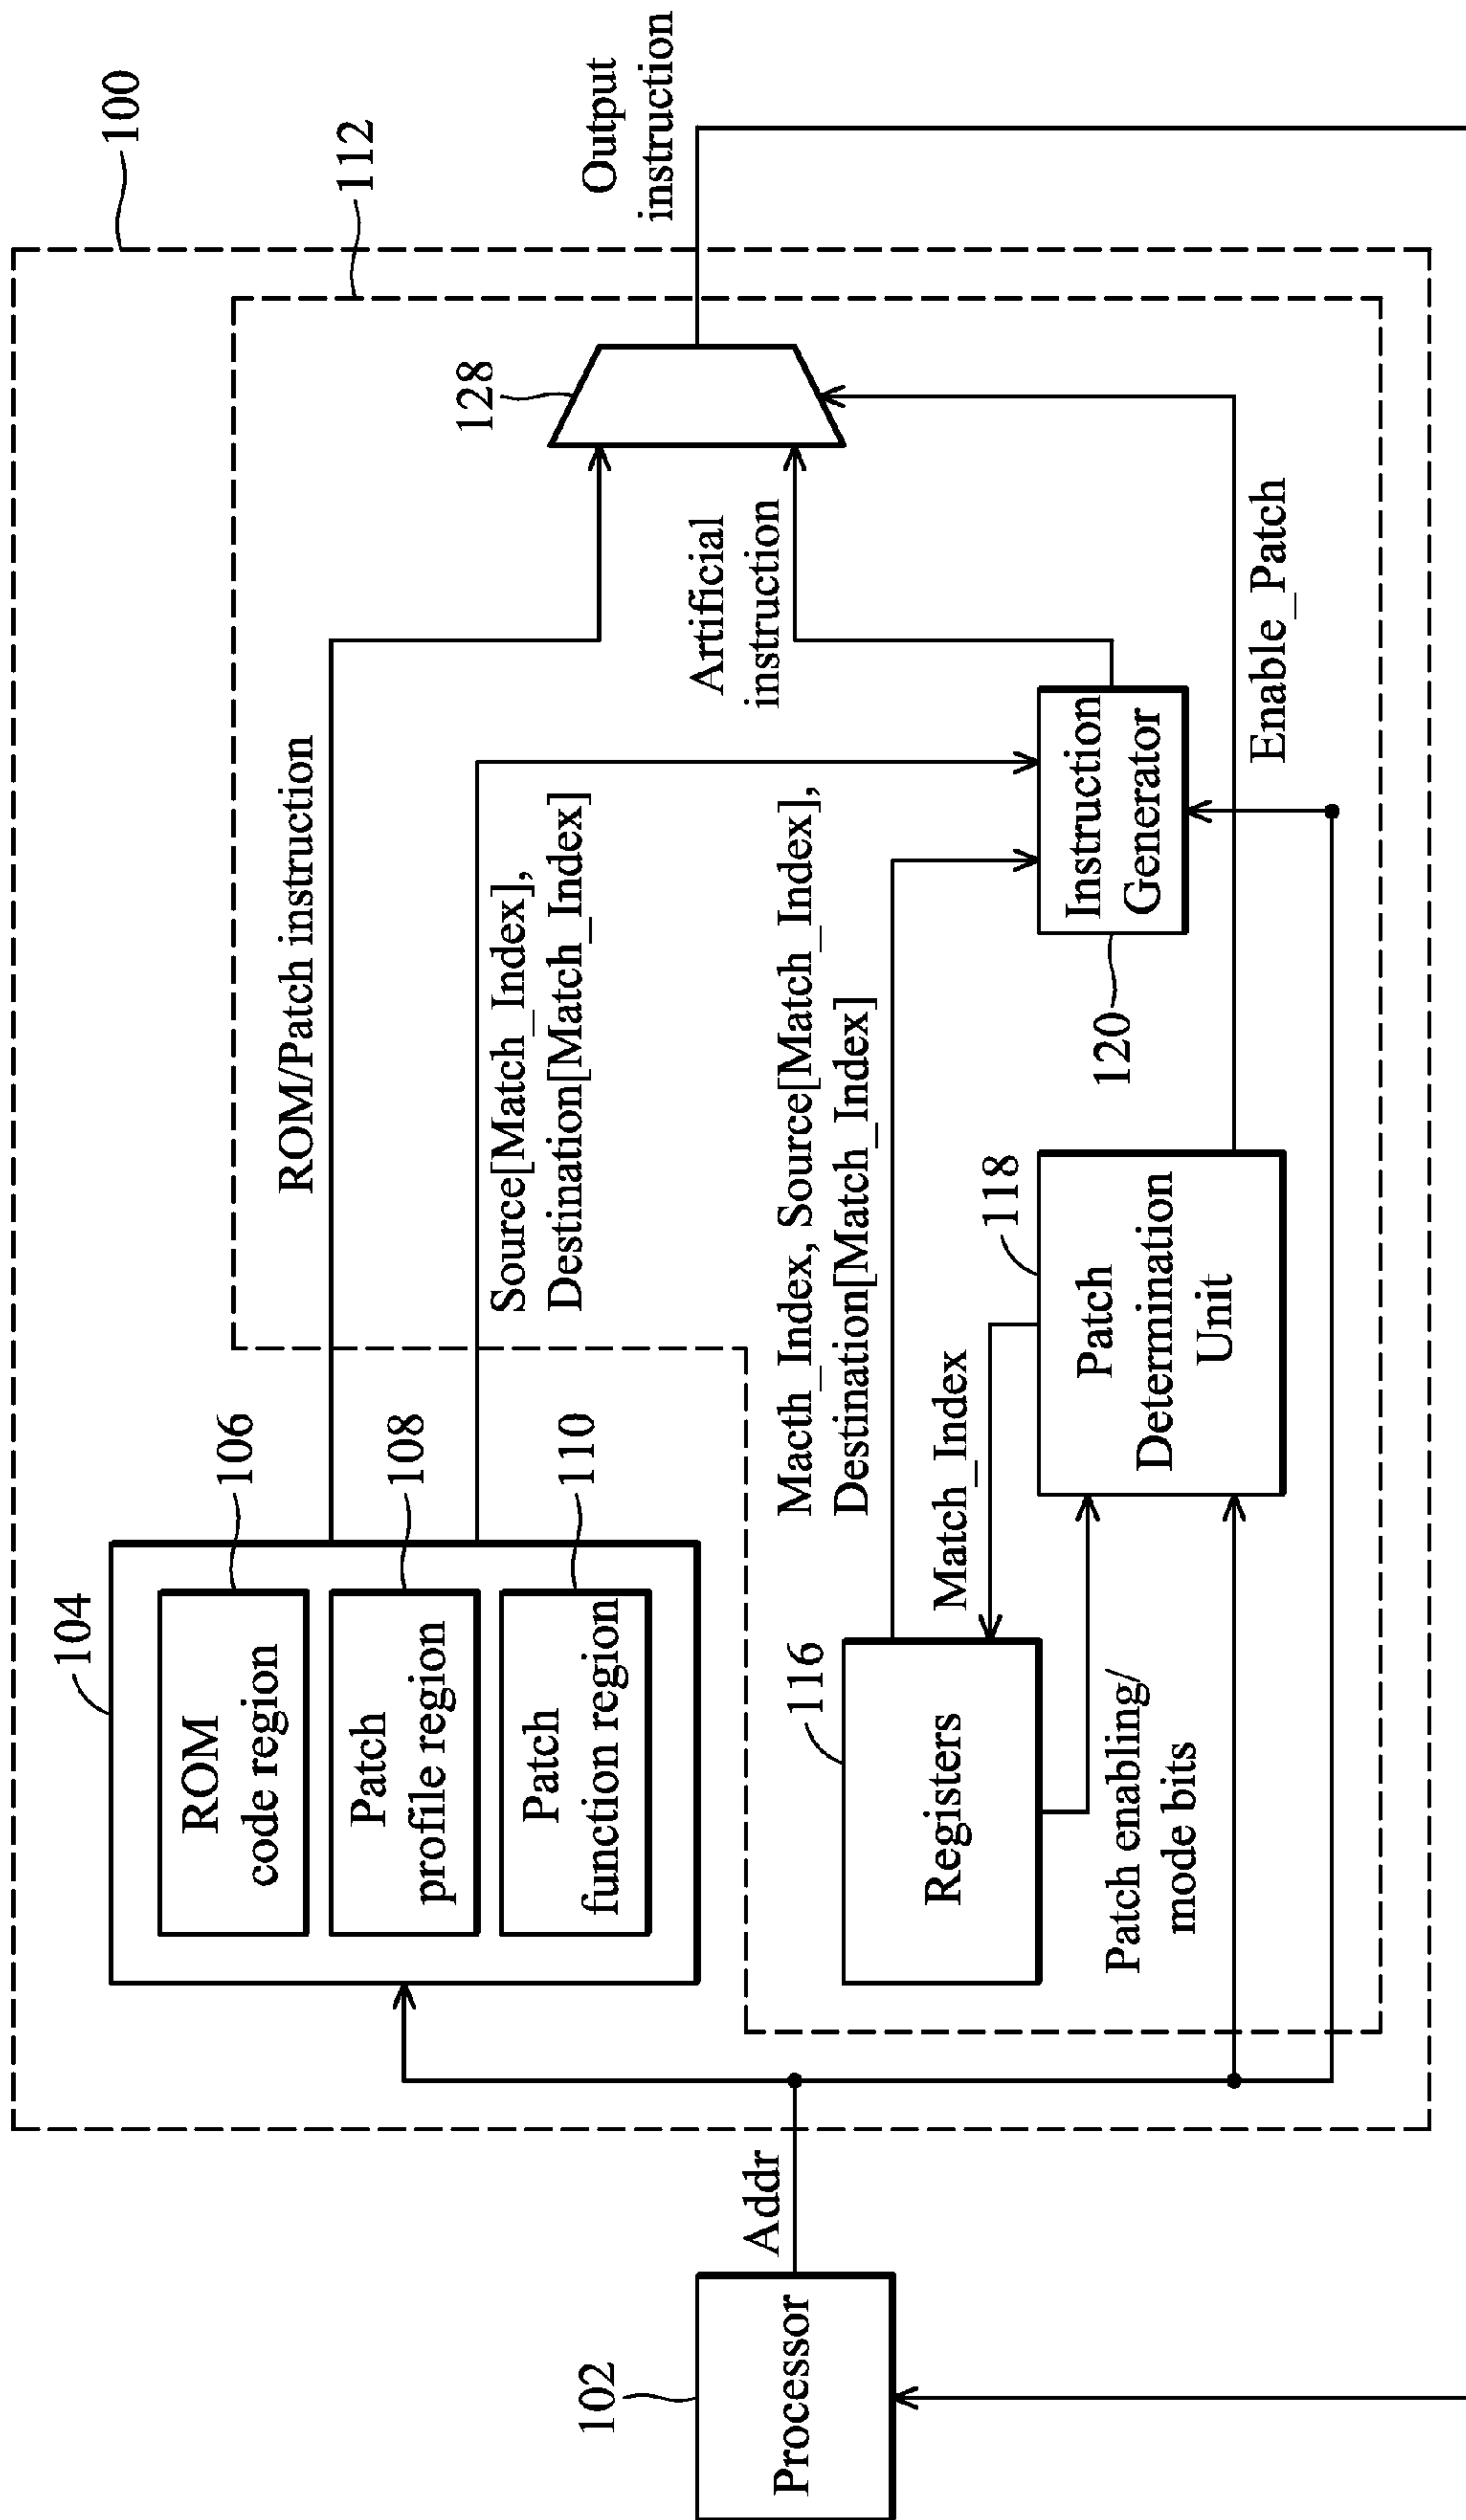 100
112
104
ROM
code region
106
Patch
profile region
108
Patch
function region
110
ROM/Patch instruction
Source[Match_Index],
Destination[Match_Index]
128
Output
instruction
Artificial
instruction
102
Processor
Addr
116
Registers
Patch enabling/
mode bits
Match_Index
Macth_Index, Source[Match_Index],
Destination[Match_Index]
118
Patch
Determination
Unit
120
Instruction
Generator
Enable_Patch